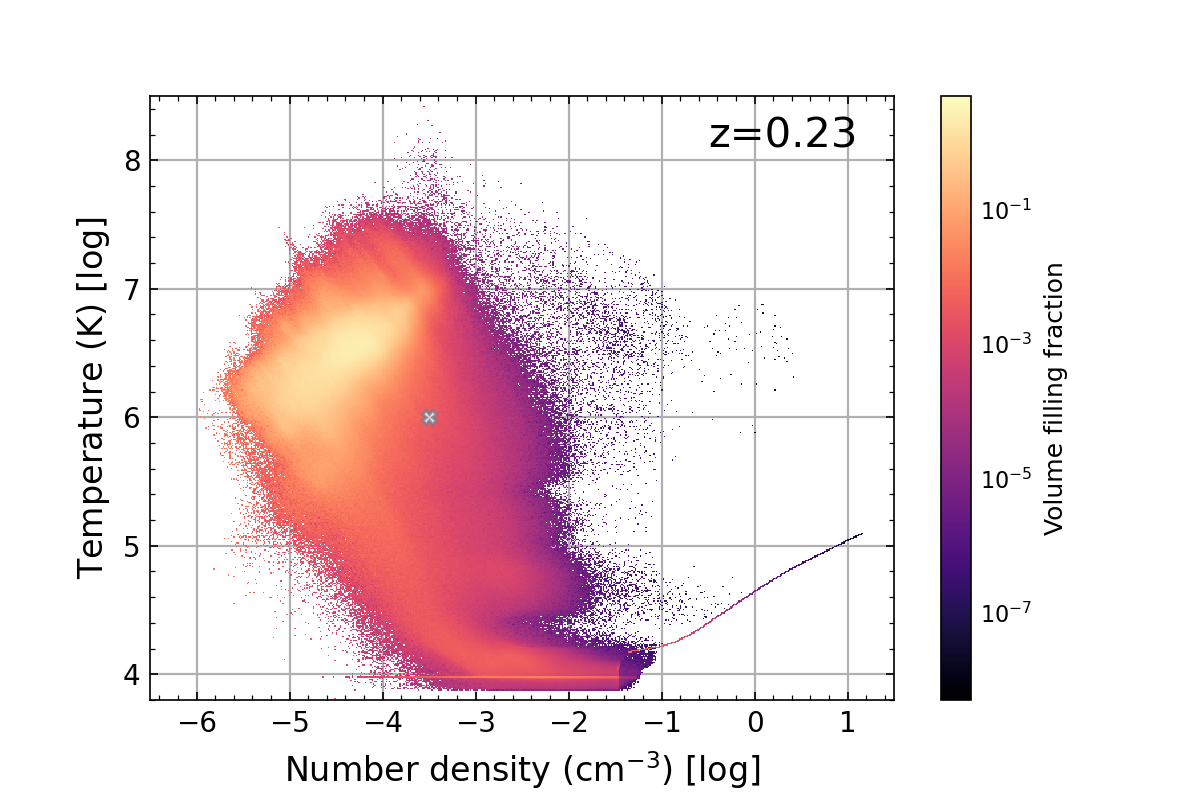 z=0.23
8
7
6
5
4
Temperature (K) [log]
−6 −5 −4 −3 −2 −1 0 1
Number density (cm⁻³) [log]
10⁻¹
10⁻³
10⁻⁵
10⁻⁷
Volume filling fraction